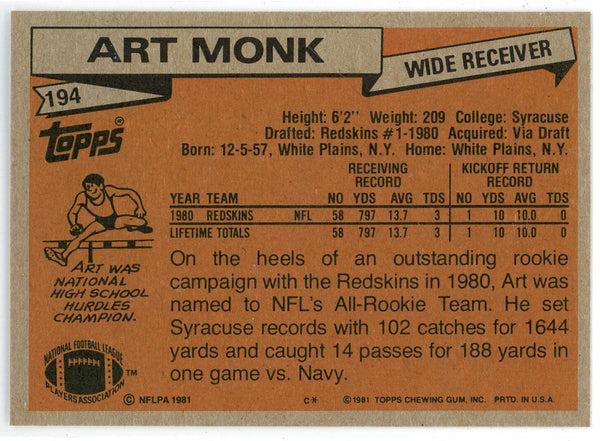 ART MONK
WIDE RECEIVER
194
Topps®
Height: 6'2" Weight: 209 College: Syracuse
Drafted: Redskins #1-1980 Acquired: Via Draft
Born: 12-5-57, White Plains, N.Y. Home: White Plains, N.Y.
RECEIVING RECORD KICKOFF RETURN RECORD
YEAR TEAM NO YDS AVG TDS NO YDS AVG TDS
1980 REDSKINS NFL 58 797 13.7 3 1 10 10.0 0
LIFETIME TOTALS 58 797 13.7 3 1 10 10.0 0
ART WAS
NATIONAL
HIGH SCHOOL
HURDLES
CHAMPION.
On the heels of an outstanding rookie
campaign with the Redskins in 1980, Art was
named to NFL's All-Rookie Team. He set
Syracuse records with 102 catches for 1644
yards and caught 14 passes for 188 yards in
one game vs. Navy.
NATIONAL FOOTBALL LEAGUE
PLAYERS ASSOCIATION
TM
© NFLPA 1981
C*
©1981 TOPPS CHEWING GUM, INC. PRTD. IN U.S.A.